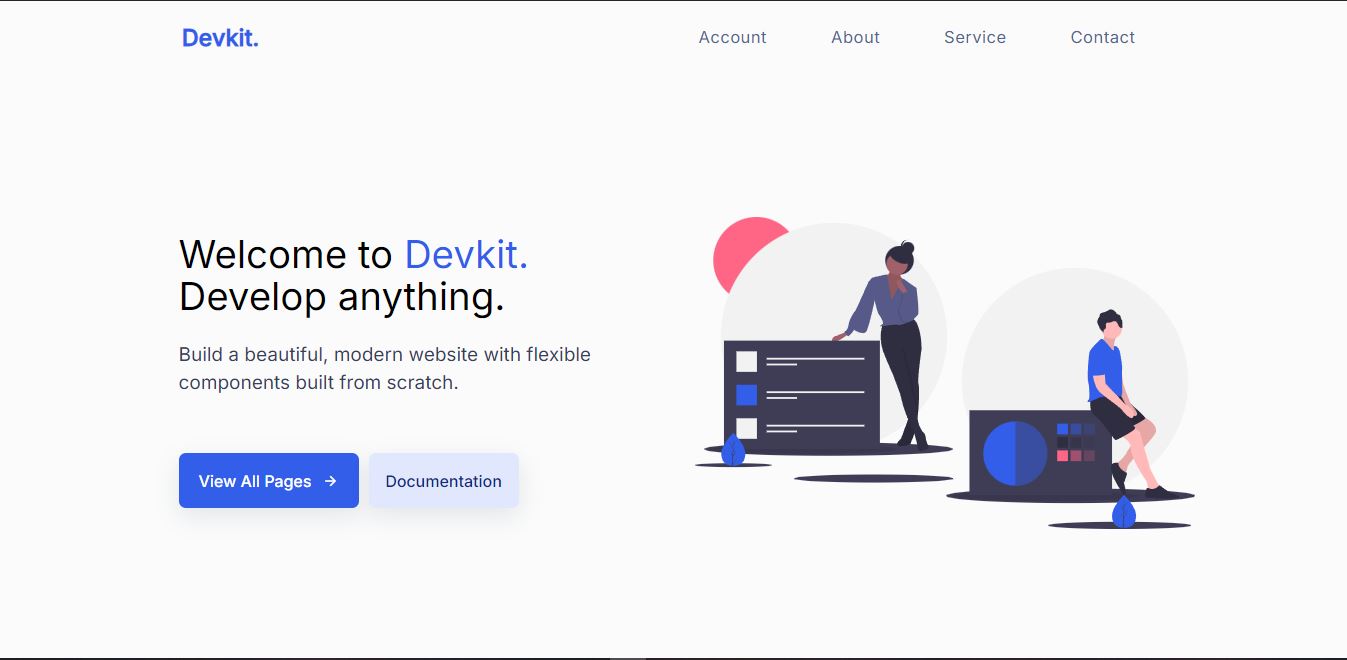 Devkit.
Account About Service Contact
Welcome to Devkit.
Develop anything.
Build a beautiful, modern website with flexible
components built from scratch.
View All Pages → Documentation